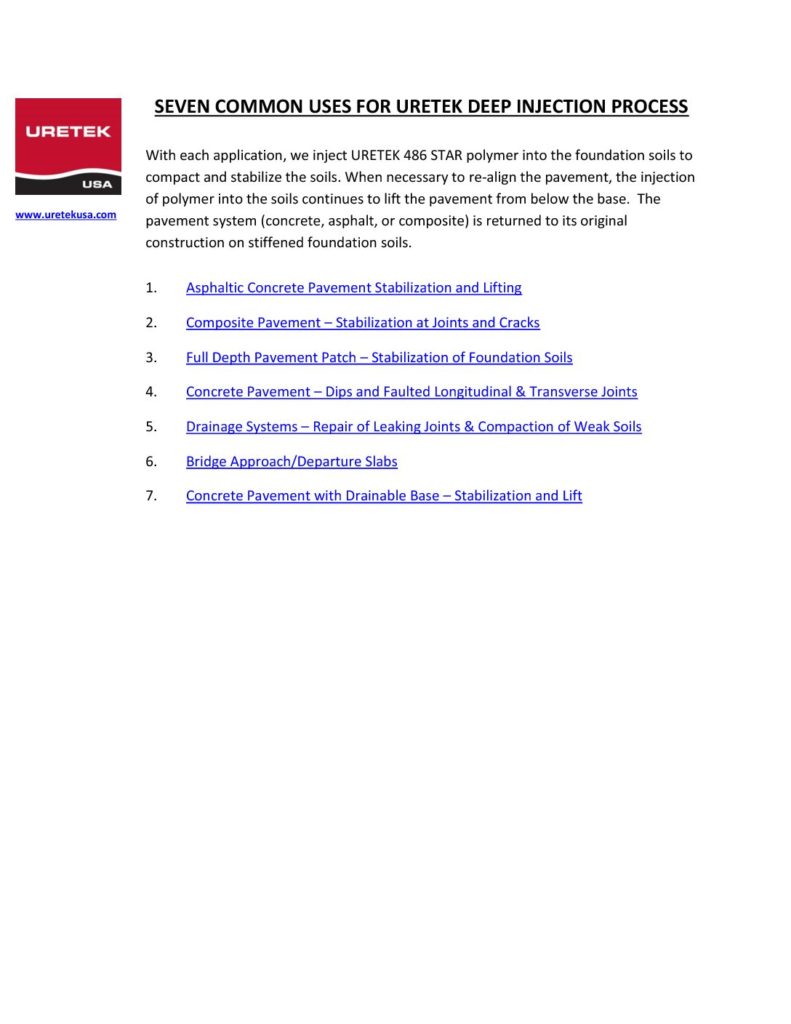 SEVEN COMMON USES FOR URETEK DEEP INJECTION PROCESS
URETEK
USA
www.uretekusa.com
With each application, we inject URETEK 486 STAR polymer into the foundation soils to
compact and stabilize the soils. When necessary to re-align the pavement, the injection
of polymer into the soils continues to lift the pavement from below the base.  The
pavement system (concrete, asphalt, or composite) is returned to its original
construction on stiffened foundation soils.
1. Asphaltic Concrete Pavement Stabilization and Lifting
2. Composite Pavement – Stabilization at Joints and Cracks
3. Full Depth Pavement Patch – Stabilization of Foundation Soils
4. Concrete Pavement – Dips and Faulted Longitudinal & Transverse Joints
5. Drainage Systems – Repair of Leaking Joints & Compaction of Weak Soils
6. Bridge Approach/Departure Slabs
7. Concrete Pavement with Drainable Base – Stabilization and Lift